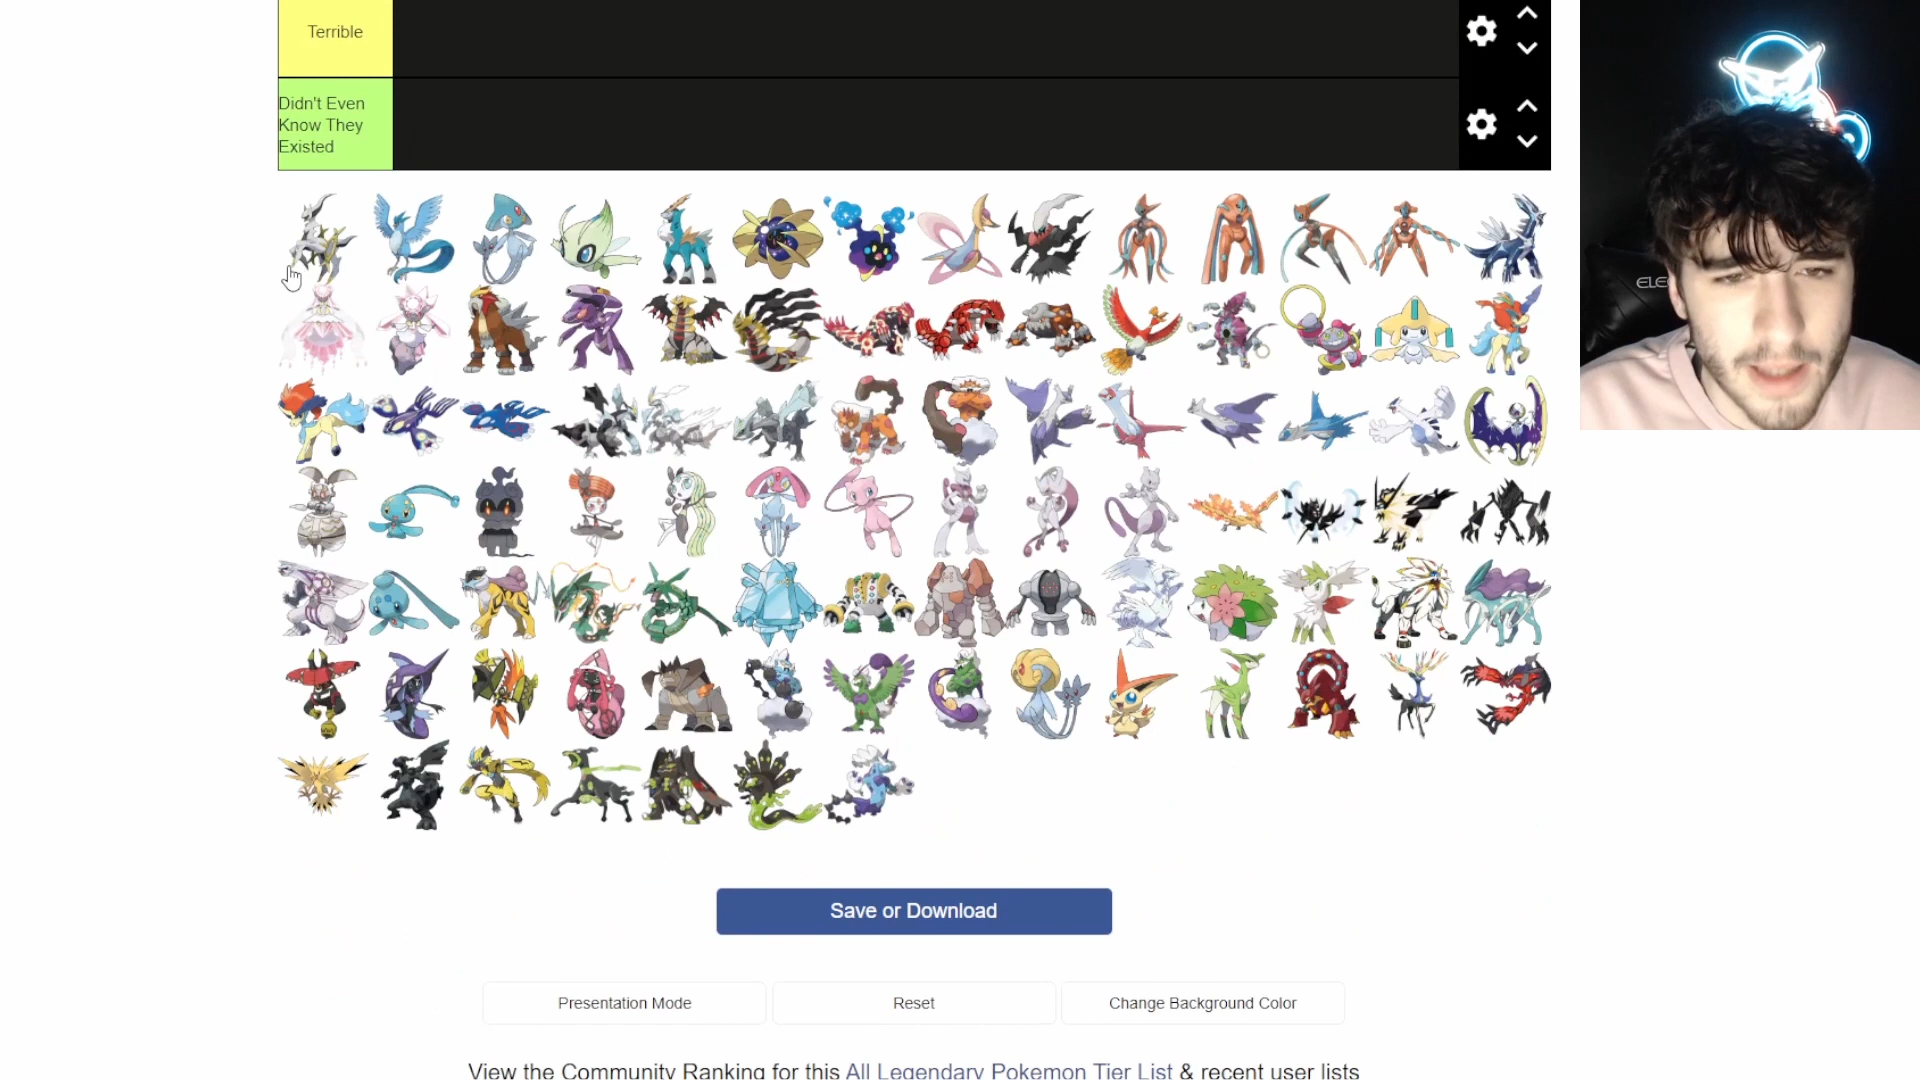 Terrible
Didn't Even
Know They
Existed
ELE
Save or Download
Presentation Mode
Reset
Change Background Color
View the Community Ranking for this All Legendary Pokemon Tier List & recent user lists